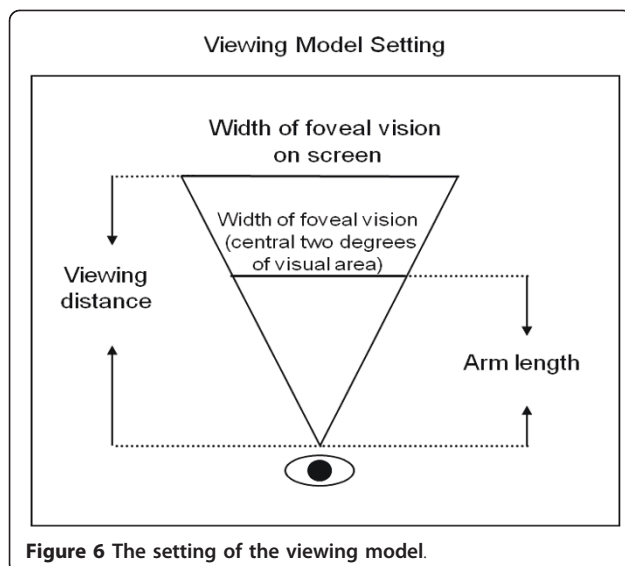 Viewing Model Setting
Width of foveal vision
on screen
Width of foveal vision
(central two degrees
of visual area)
Viewing
distance
Arm length
Figure 6 The setting of the viewing model.